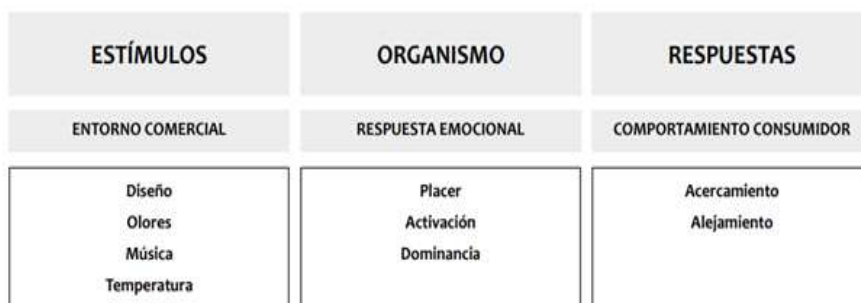 ESTÍMULOS
ORGANISMO
RESPUESTAS
ENTORNO COMERCIAL
RESPUESTA EMOCIONAL
COMPORTAMIENTO CONSUMIDOR
Diseño
Olores
Música
Temperatura
Placer
Activación
Dominancia
Acercamiento
Alejamiento